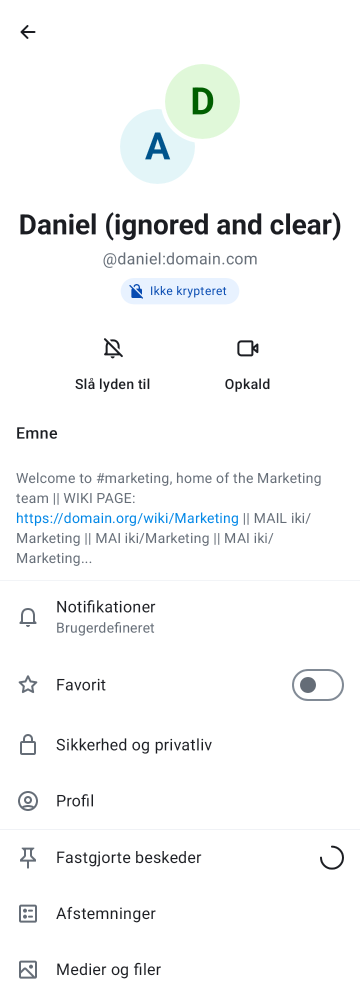 D
A
Daniel (ignored and clear)
@daniel:domain.com
Ikke krypteret
Slå lyden til
Opkald
Emne
Welcome to #marketing, home of the Marketing
team || WIKI PAGE:
https://domain.org/wiki/Marketing || MAIL iki/
Marketing || MAI iki/Marketing || MAI iki/
Marketing...
Notifikationer
Brugerdefineret
Favorit
Sikkerhed og privatliv
Profil
Fastgjorte beskeder
Afstemninger
Medier og filer